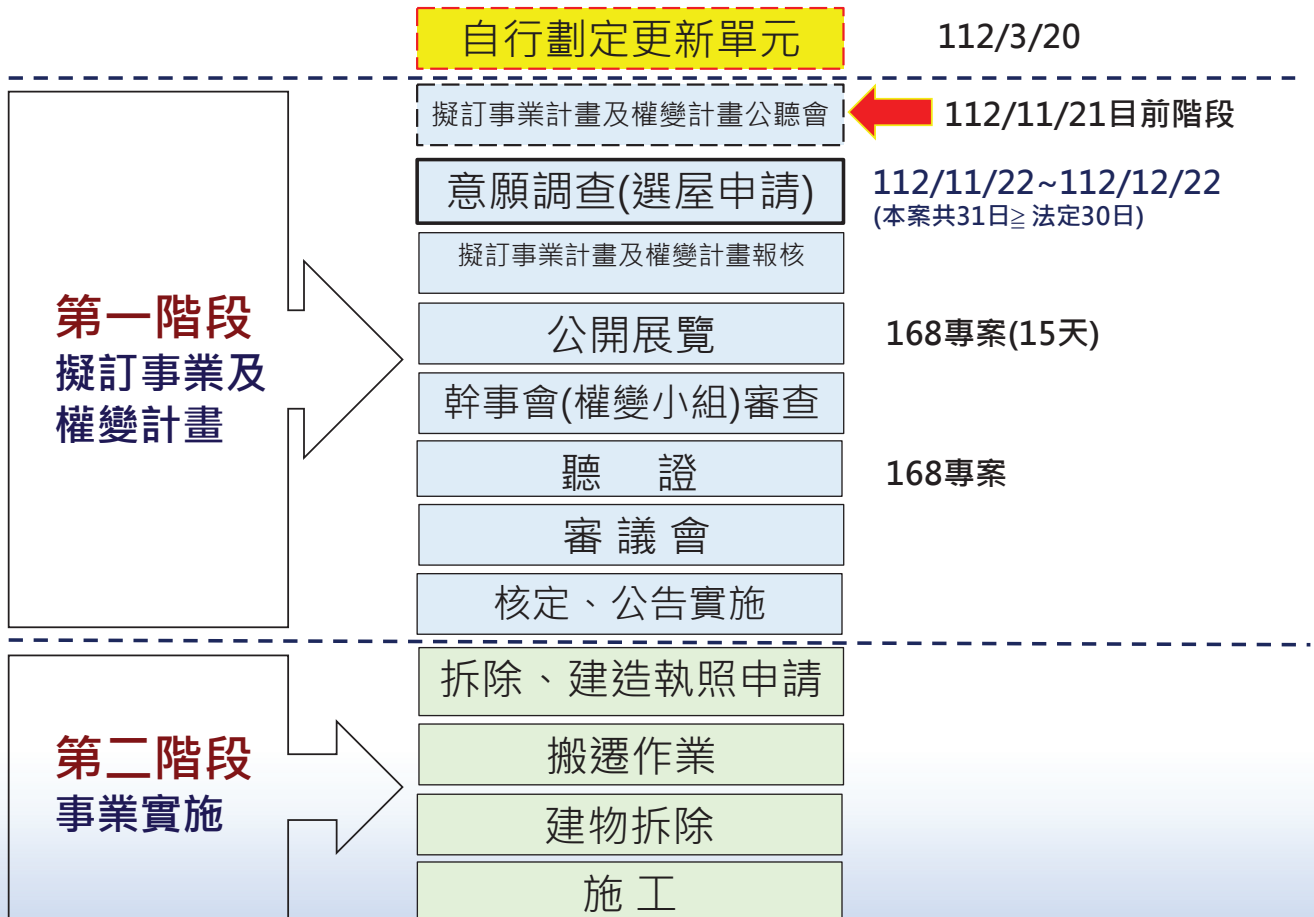 自行劃定更新單元
112/3/20
擬訂事業計畫及權變計畫公聽會
112/11/21目前階段
意願調查(選屋申請)
112/11/22~112/12/22
(本案共31日≧ 法定30日)
擬訂事業計畫及權變計畫報核
第一階段
擬訂事業及
權變計畫
公開展覽
168專案(15天)
幹事會(權變小組)審查
聽 證
168專案
審 議 會
核定、公告實施
拆除、建造執照申請
第二階段
事業實施
搬遷作業
建物拆除
施 工